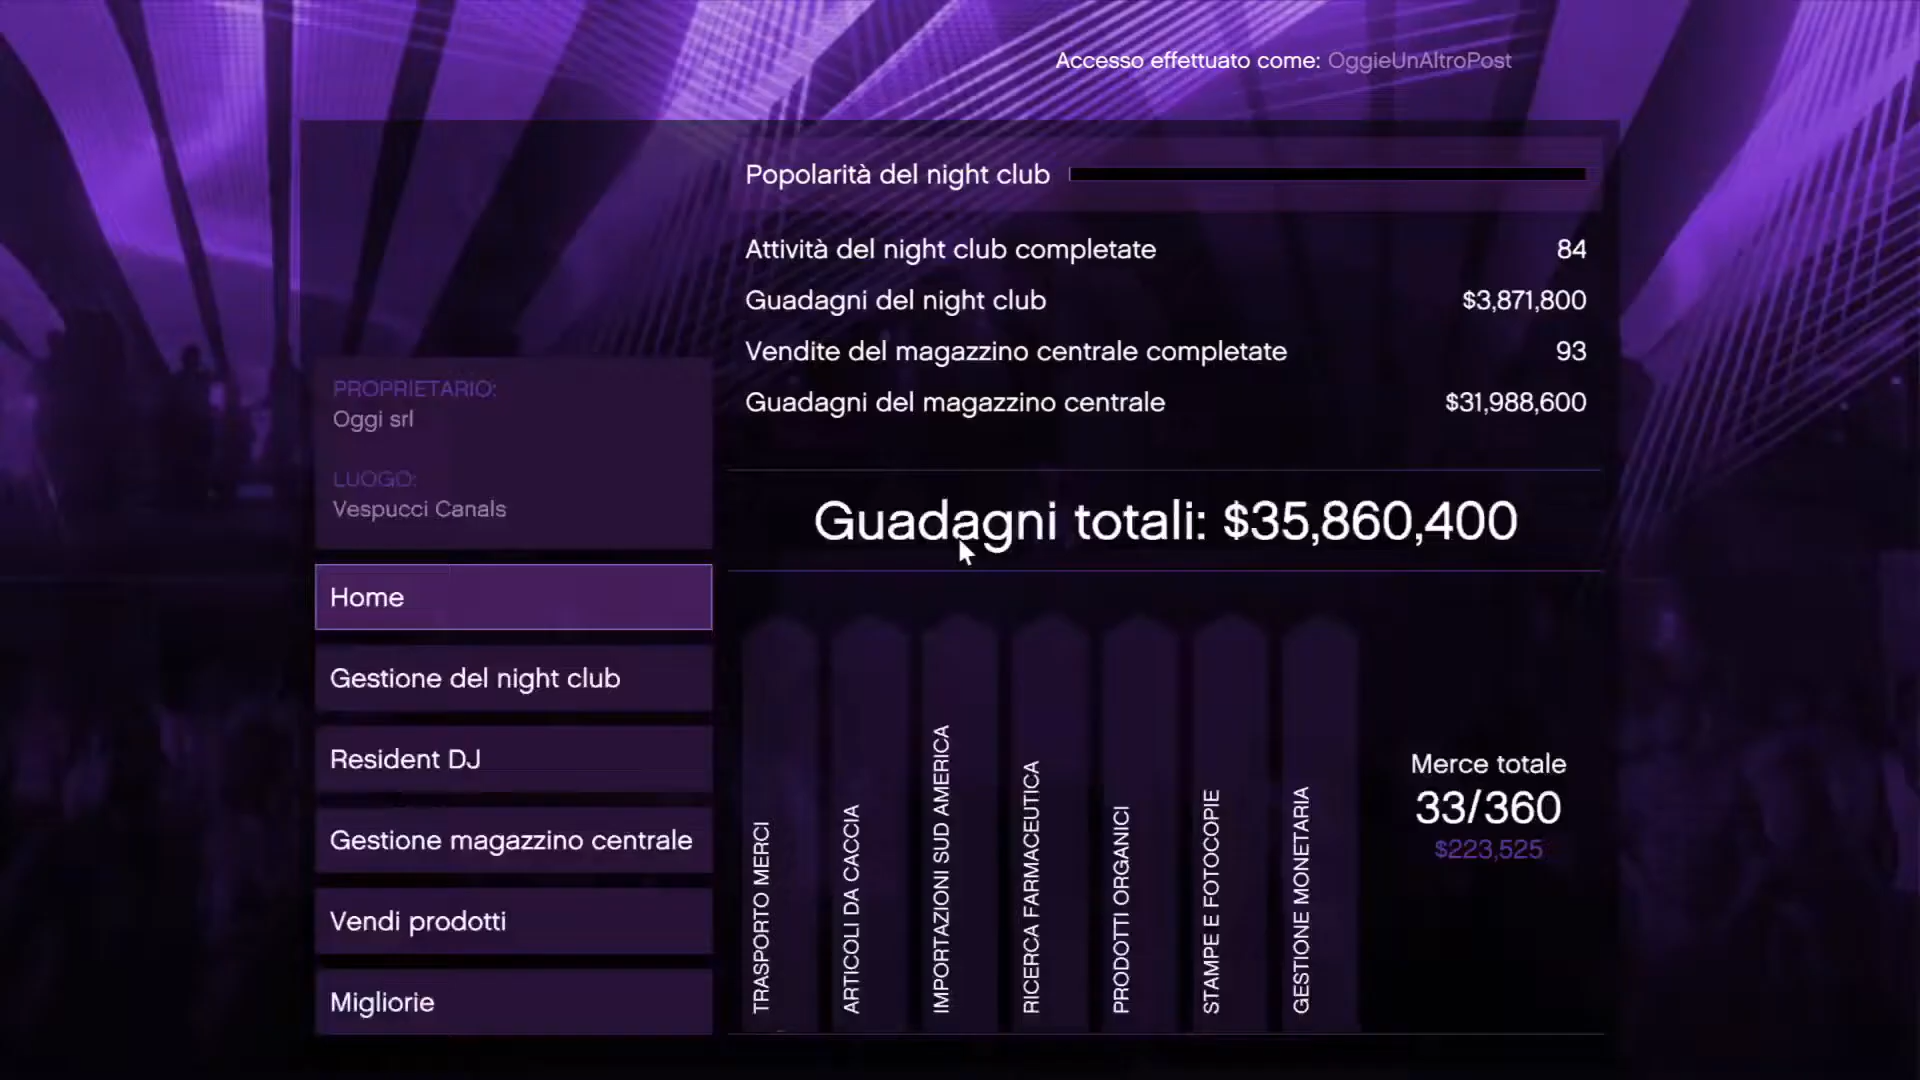 Accesso effettuato come: OggieUnAltroPost
Popolarità del night club
Attività del night club completate 84
Guadagni del night club $3,871,800
Vendite del magazzino centrale completate 93
Guadagni del magazzino centrale $31,988,600
PROPRIETARIO:
Oggi srl
LUOGO:
Vespucci Canals
Guadagni totali: $35,860,400
Home
Gestione del night club
Resident DJ
Gestione magazzino centrale
Vendi prodotti
Migliorie
TRASPORTO MERCI
ARTICOLI DA CACCIA
IMPORTAZIONI SUD AMERICA
RICERCA FARMACEUTICA
PRODOTTI ORGANICI
STAMPE E FOTOCOPIE
GESTIONE MONETARIA
Merce totale
33/360
$223,525